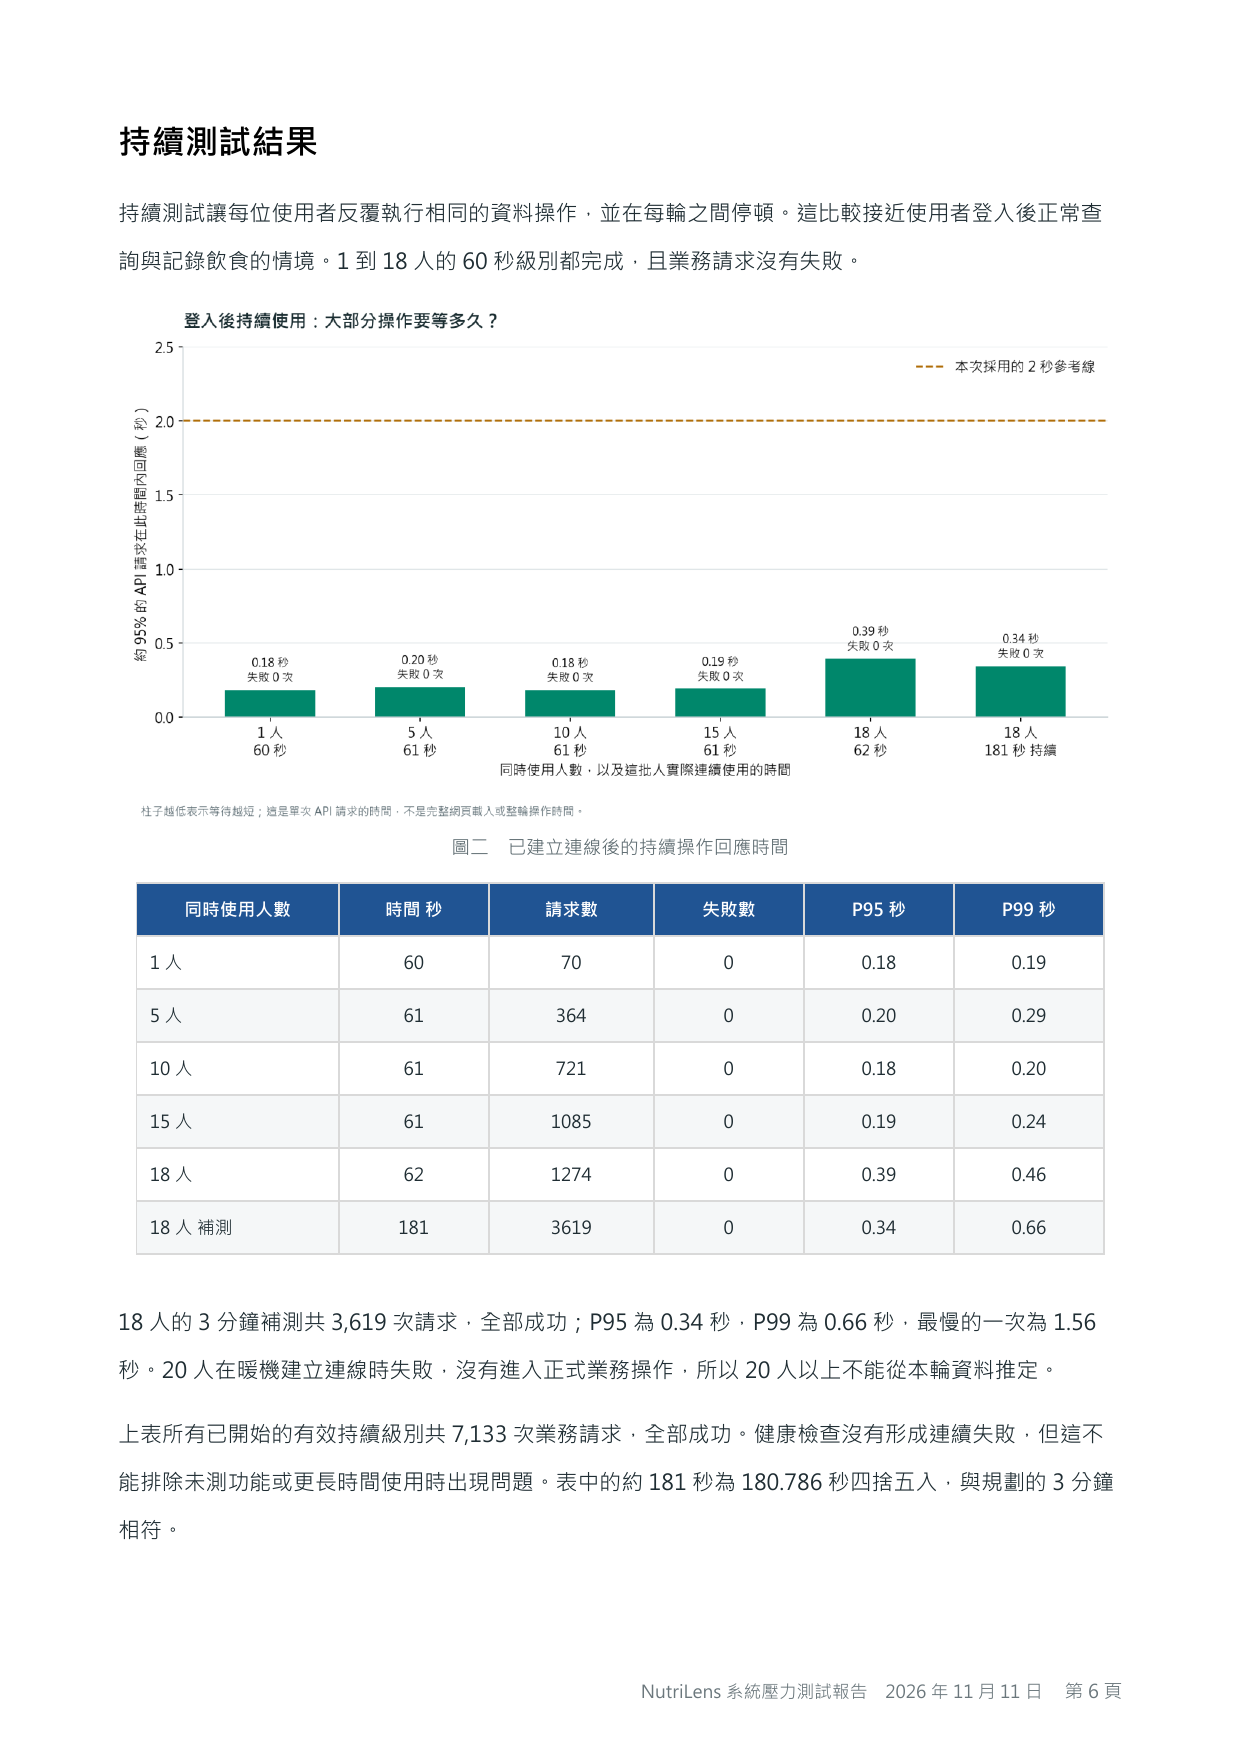 持續測試結果
持續測試讓每位使用者反覆執行相同的資料操作，並在每輪之間停頓。這比較接近使用者登入後正常查
詢與記錄飲食的情境。1 到 18 人的 60 秒級別都完成，且業務請求沒有失敗。
登入後持續使用：大部分操作要等多久？
本次採用的 2 秒參考線
約 95% 的 API 請求在此時間內回應（秒）
2.5
2.0
1.5
1.0
0.5
0.0
0.18 秒
失敗 0 次
0.20 秒
失敗 0 次
0.18 秒
失敗 0 次
0.19 秒
失敗 0 次
0.39 秒
失敗 0 次
0.34 秒
失敗 0 次
1 人
60 秒
5 人
61 秒
10 人
61 秒
15 人
61 秒
18 人
62 秒
18 人
181 秒 持續
同時使用人數，以及這批人實際連續使用的時間
柱子越低表示等待越短；這是單次 API 請求的時間，不是完整網頁載入或整輪操作時間。
圖二　已建立連線後的持續操作回應時間
同時使用人數 時間 秒 請求數 失敗數 P95 秒 P99 秒
1 人 60 70 0 0.18 0.19
5 人 61 364 0 0.20 0.29
10 人 61 721 0 0.18 0.20
15 人 61 1085 0 0.19 0.24
18 人 62 1274 0 0.39 0.46
18 人 補測 181 3619 0 0.34 0.66
18 人的 3 分鐘補測共 3,619 次請求，全部成功；P95 為 0.34 秒，P99 為 0.66 秒，最慢的一次為 1.56
秒。20 人在暖機建立連線時失敗，沒有進入正式業務操作，所以 20 人以上不能從本輪資料推定。
上表所有已開始的有效持續級別共 7,133 次業務請求，全部成功。健康檢查沒有形成連續失敗，但這不
能排除未測功能或更長時間使用時出現問題。表中的約 181 秒為 180.786 秒四捨五入，與規劃的 3 分鐘
相符。
NutriLens 系統壓力測試報告　2026 年 11 月 11 日　第 6 頁